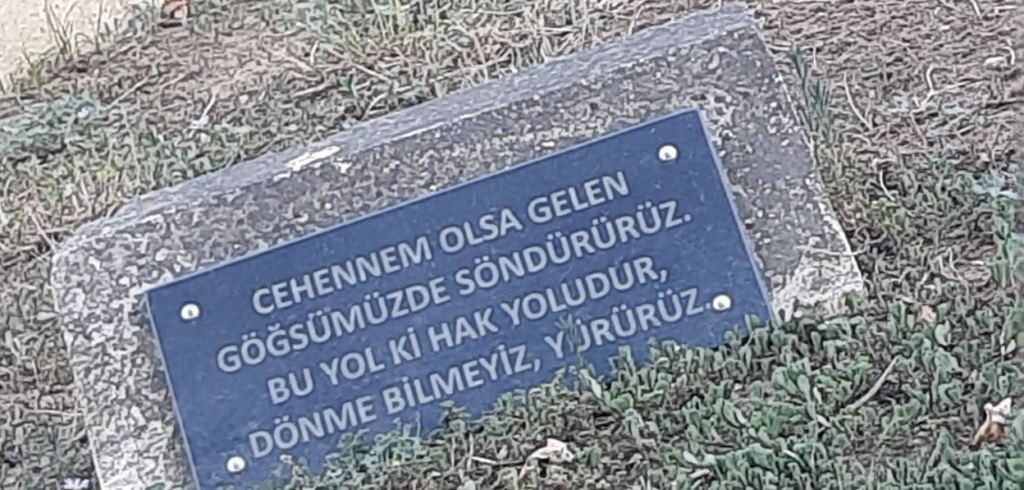 CEHENNEM OLSA GELEN
GÖĞSÜMÜZDE SÖNDÜRÜRÜZ.
BU YOL Kİ HAK YOLUDUR,
DÖNME BİLMEYİZ, YÜRÜRÜZ..